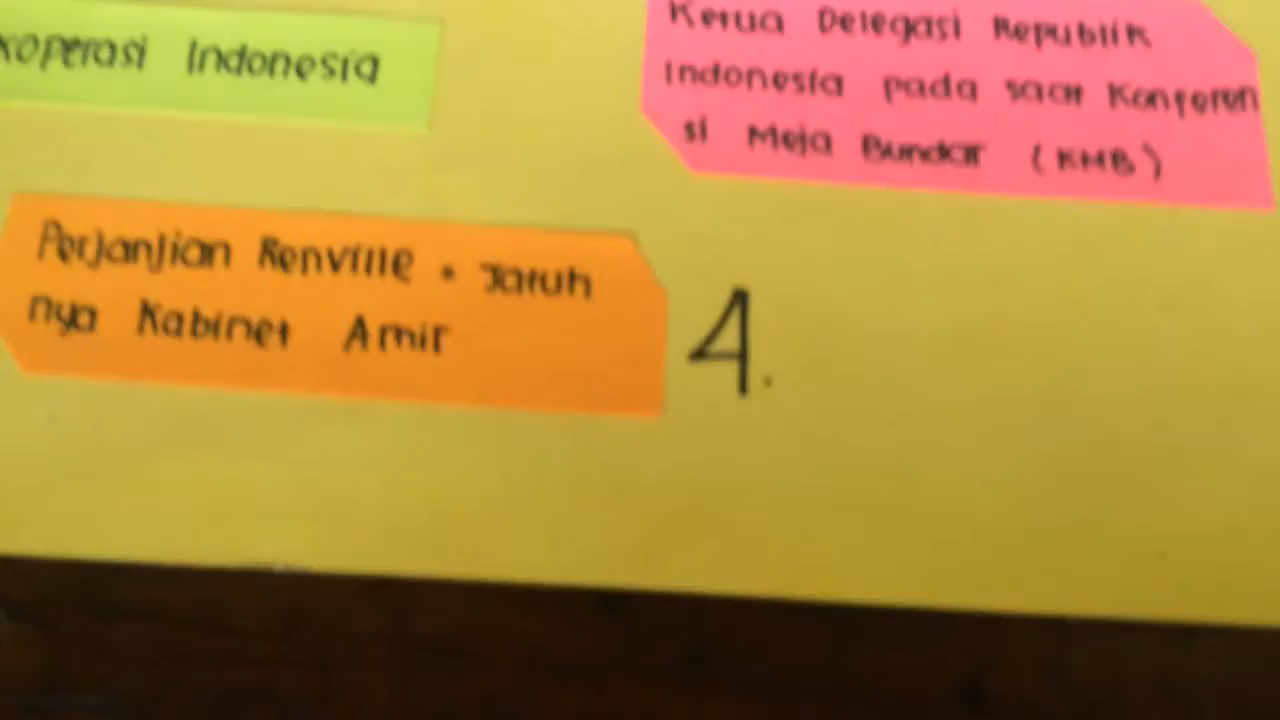 koperasi Indonesia
Ketua Delegasi Republik
Indonesia pada saat Konferen
si Meja Bundar (KMB)
Perjanjian Renville • Jatuh
nya Kabinet Amir
4.